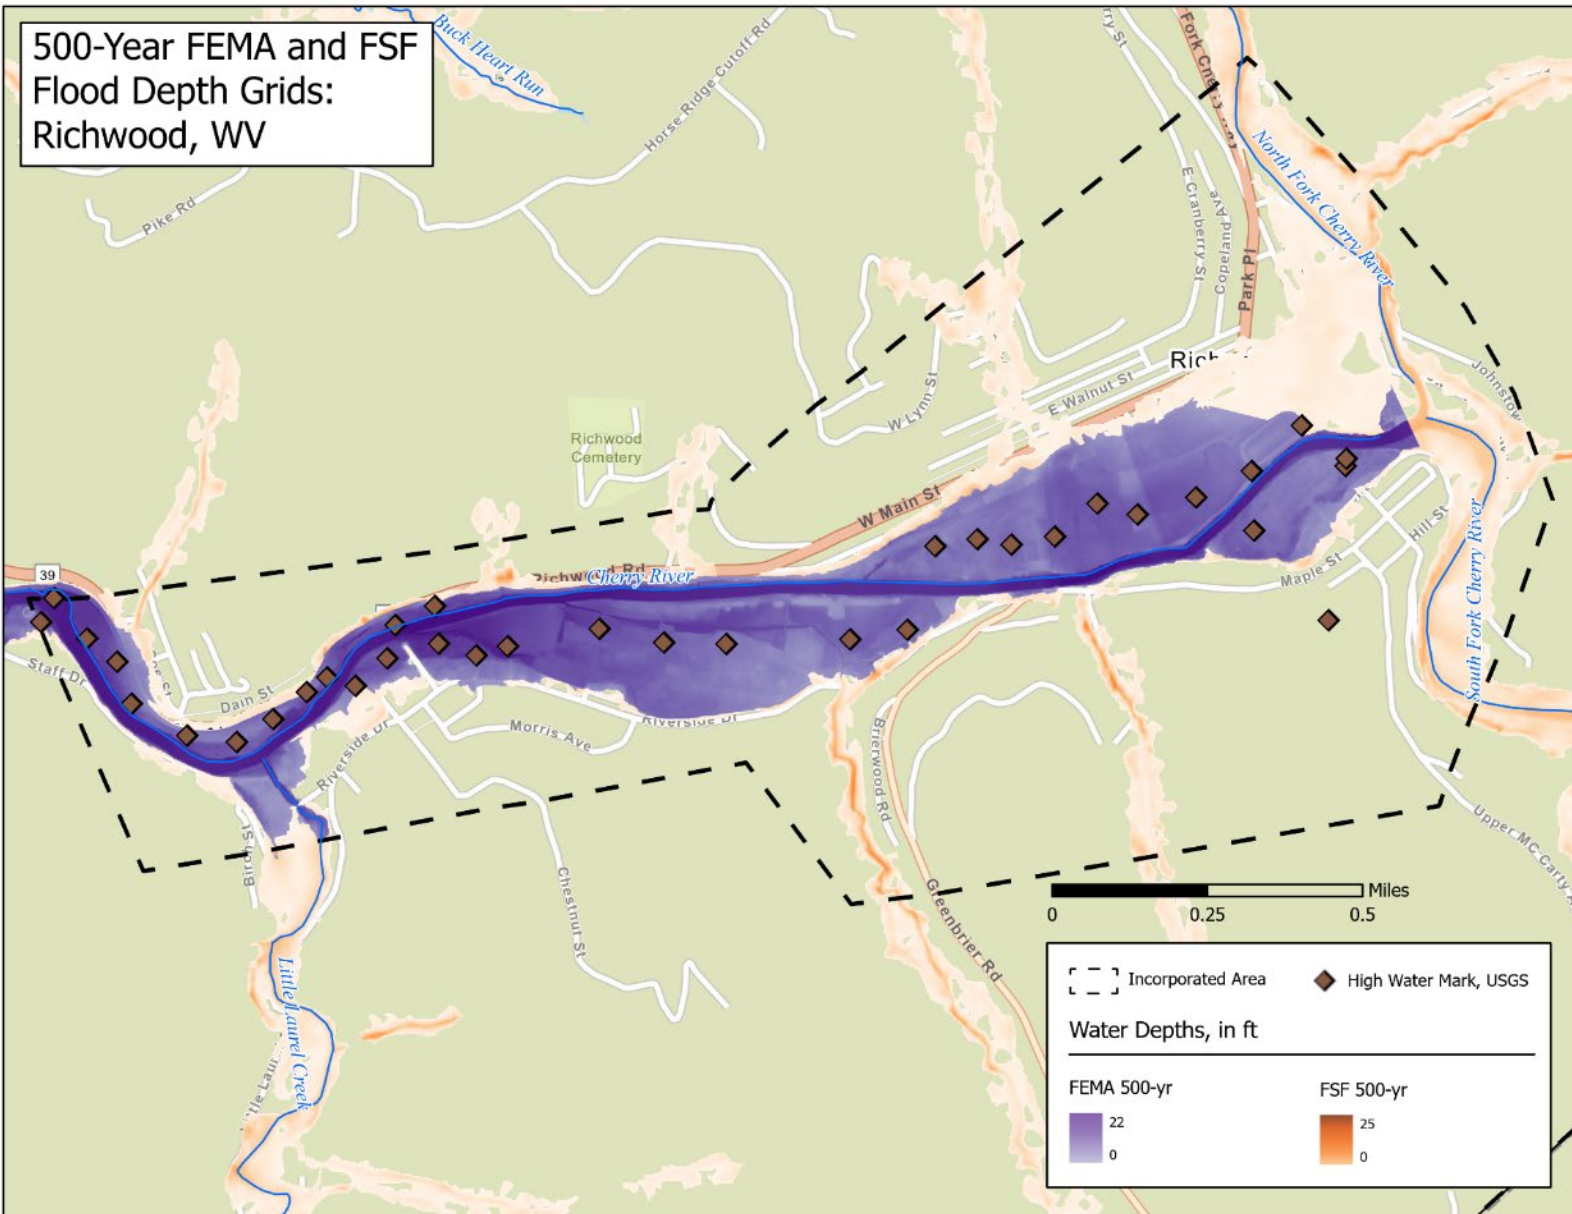 500-Year FEMA and FSF
Flood Depth Grids:
Richwood, WV
Buck Heart Run
Horse Ridge Cutoff Rd
Pike Rd
North Fork Cherry River
E Cranberry St
Copeland Ave
Park Pl
Johnstow
E Walnut St
W Lynn St
Richwood
Cemetery
W Main St
Richwood Rd
Cherry River
Hill St
Maple St
South Fork Cherry River
39
Staff Dr
Dain St
Riverside Dr
Morris Ave
Riverside Dr
Brierwood Rd
Birch St
Chestnut St
Greenbrier Rd
Upper MC Carty
Little Laurel Creek
Miles
0
0.25
0.5
Incorporated Area
High Water Mark, USGS
Water Depths, in ft
FEMA 500-yr
22
0
FSF 500-yr
25
0